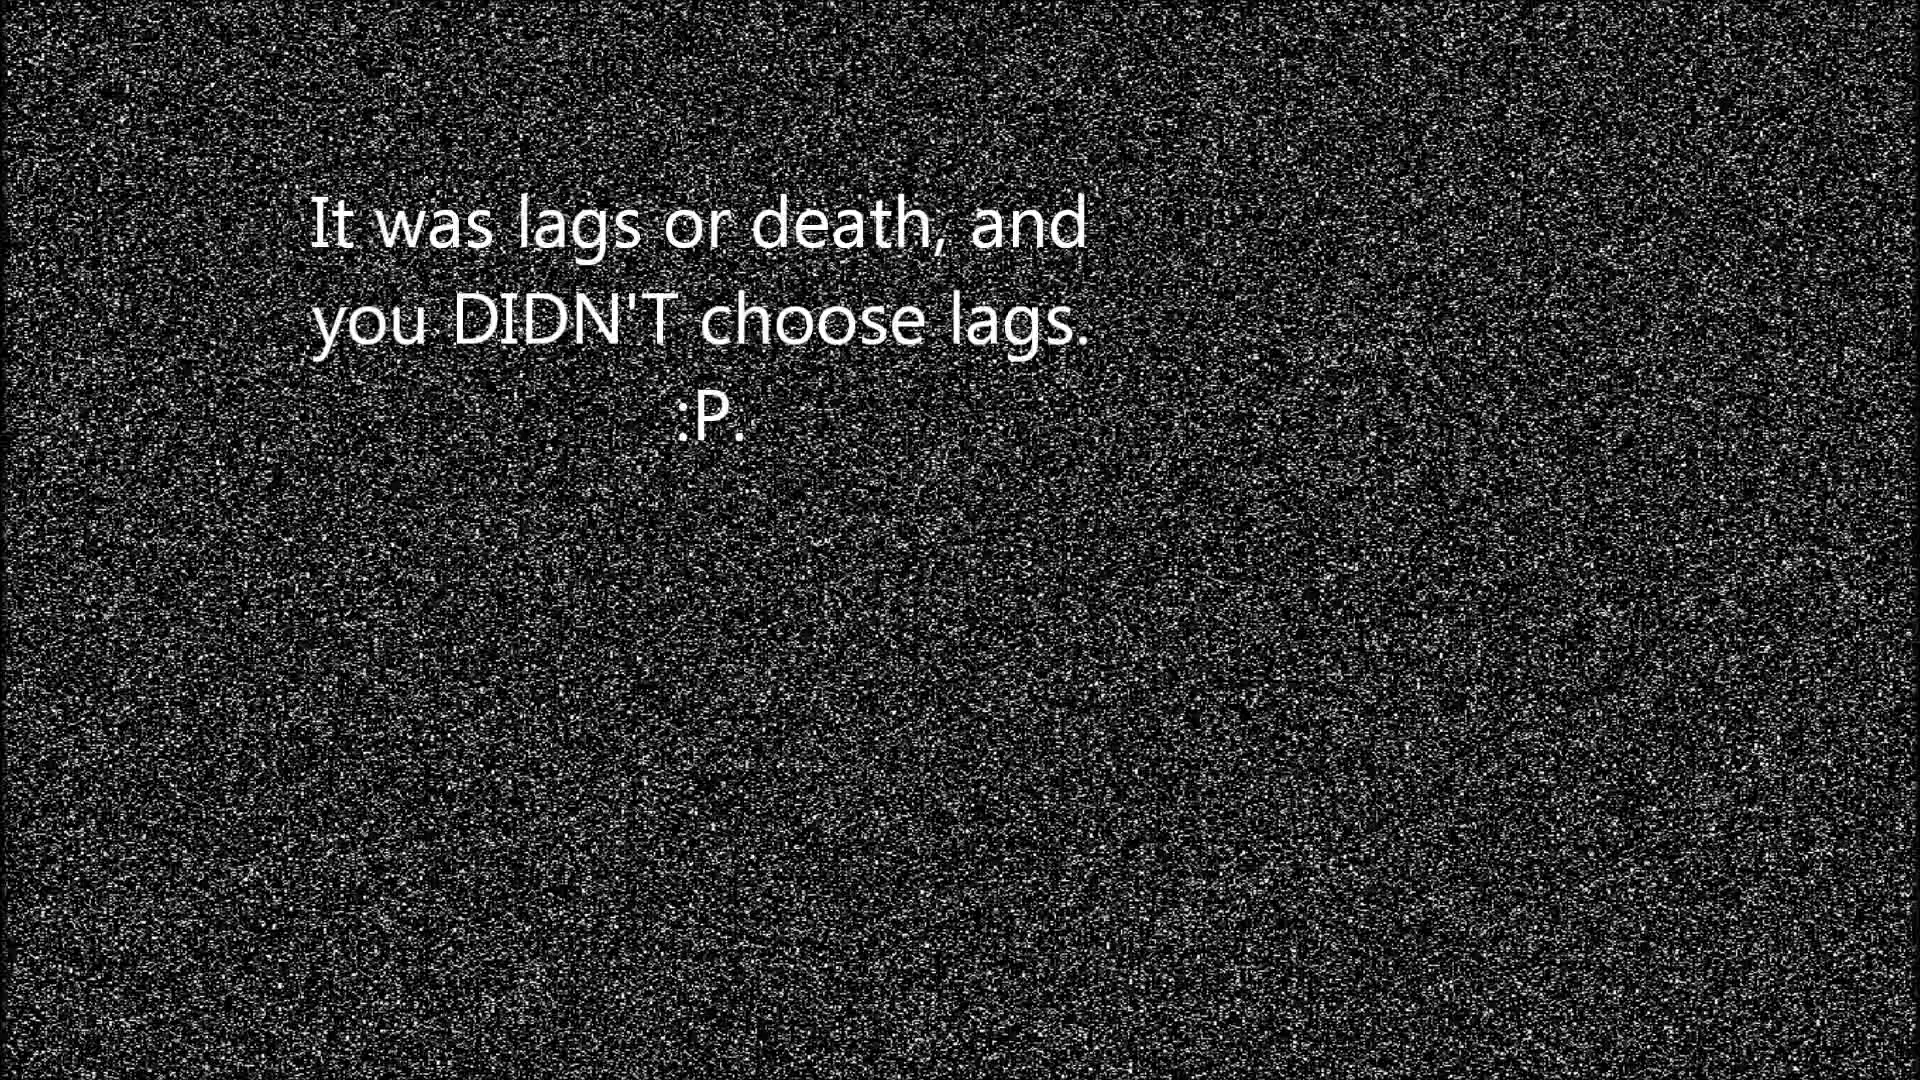 It was lags or death, and
you DIDN'T choose lags.
:P.